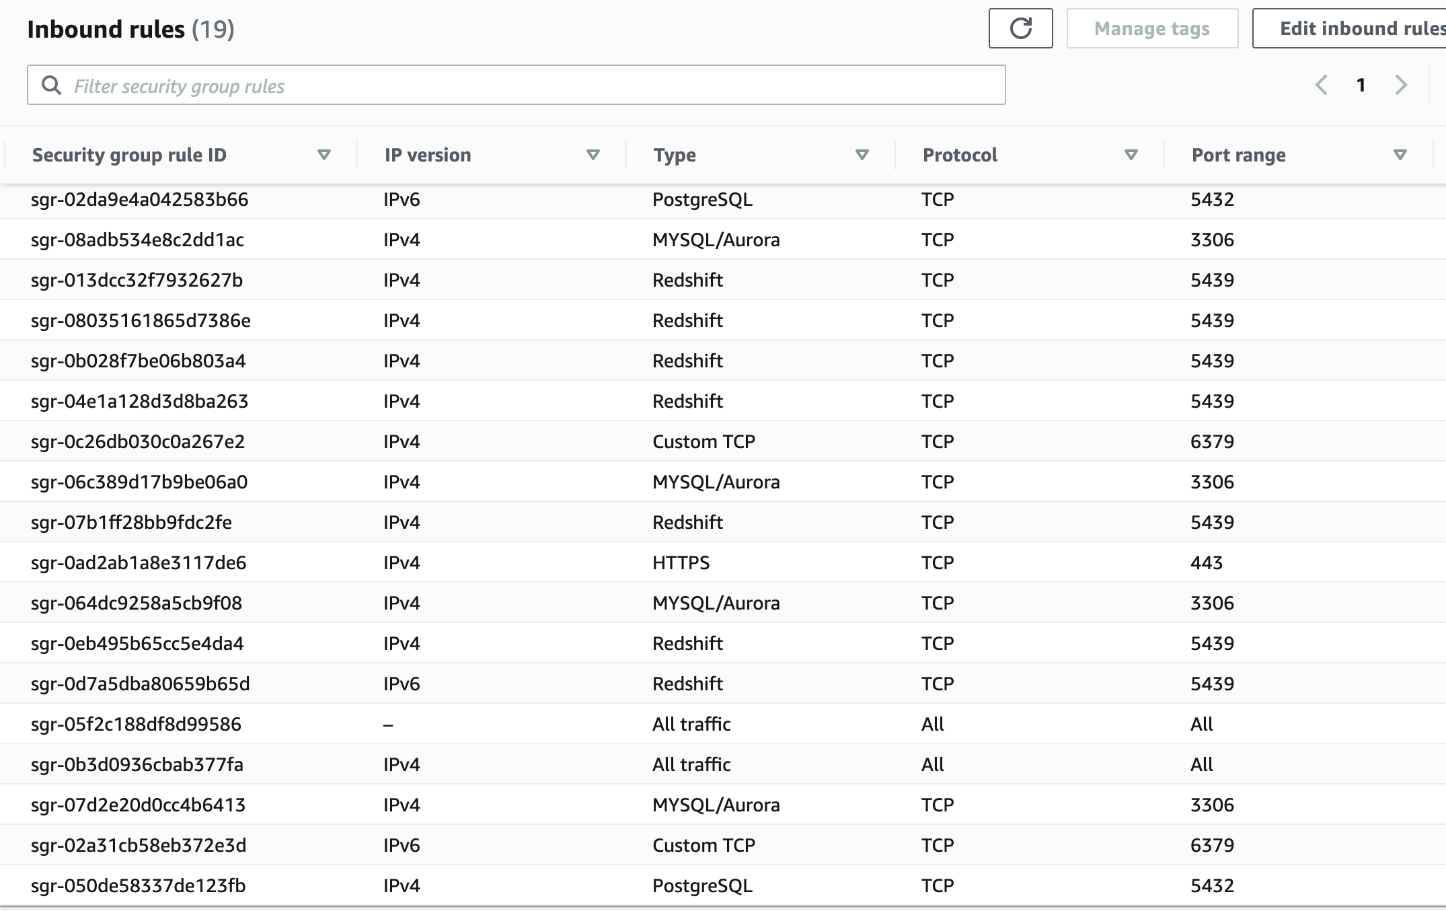 Inbound rules (19)
Manage tags
Edit inbound rules
Filter security group rules
1
Security group rule ID IP version Type Protocol Port range
sgr-02da9e4a042583b66 IPv6 PostgreSQL TCP 5432
sgr-08adb534e8c2dd1ac IPv4 MYSQL/Aurora TCP 3306
sgr-013dcc32f7932627b IPv4 Redshift TCP 5439
sgr-08035161865d7386e IPv4 Redshift TCP 5439
sgr-0b028f7be06b803a4 IPv4 Redshift TCP 5439
sgr-04e1a128d3d8ba263 IPv4 Redshift TCP 5439
sgr-0c26db030c0a267e2 IPv4 Custom TCP TCP 6379
sgr-06c389d17b9be06a0 IPv4 MYSQL/Aurora TCP 3306
sgr-07b1ff28bb9fdc2fe IPv4 Redshift TCP 5439
sgr-0ad2ab1a8e3117de6 IPv4 HTTPS TCP 443
sgr-064dc9258a5cb9f08 IPv4 MYSQL/Aurora TCP 3306
sgr-0eb495b65cc5e4da4 IPv4 Redshift TCP 5439
sgr-0d7a5dba80659b65d IPv6 Redshift TCP 5439
sgr-05f2c188df8d99586 – All traffic All All
sgr-0b3d0936cbab377fa IPv4 All traffic All All
sgr-07d2e20d0cc4b6413 IPv4 MYSQL/Aurora TCP 3306
sgr-02a31cb58eb372e3d IPv6 Custom TCP TCP 6379
sgr-050de58337de123fb IPv4 PostgreSQL TCP 5432